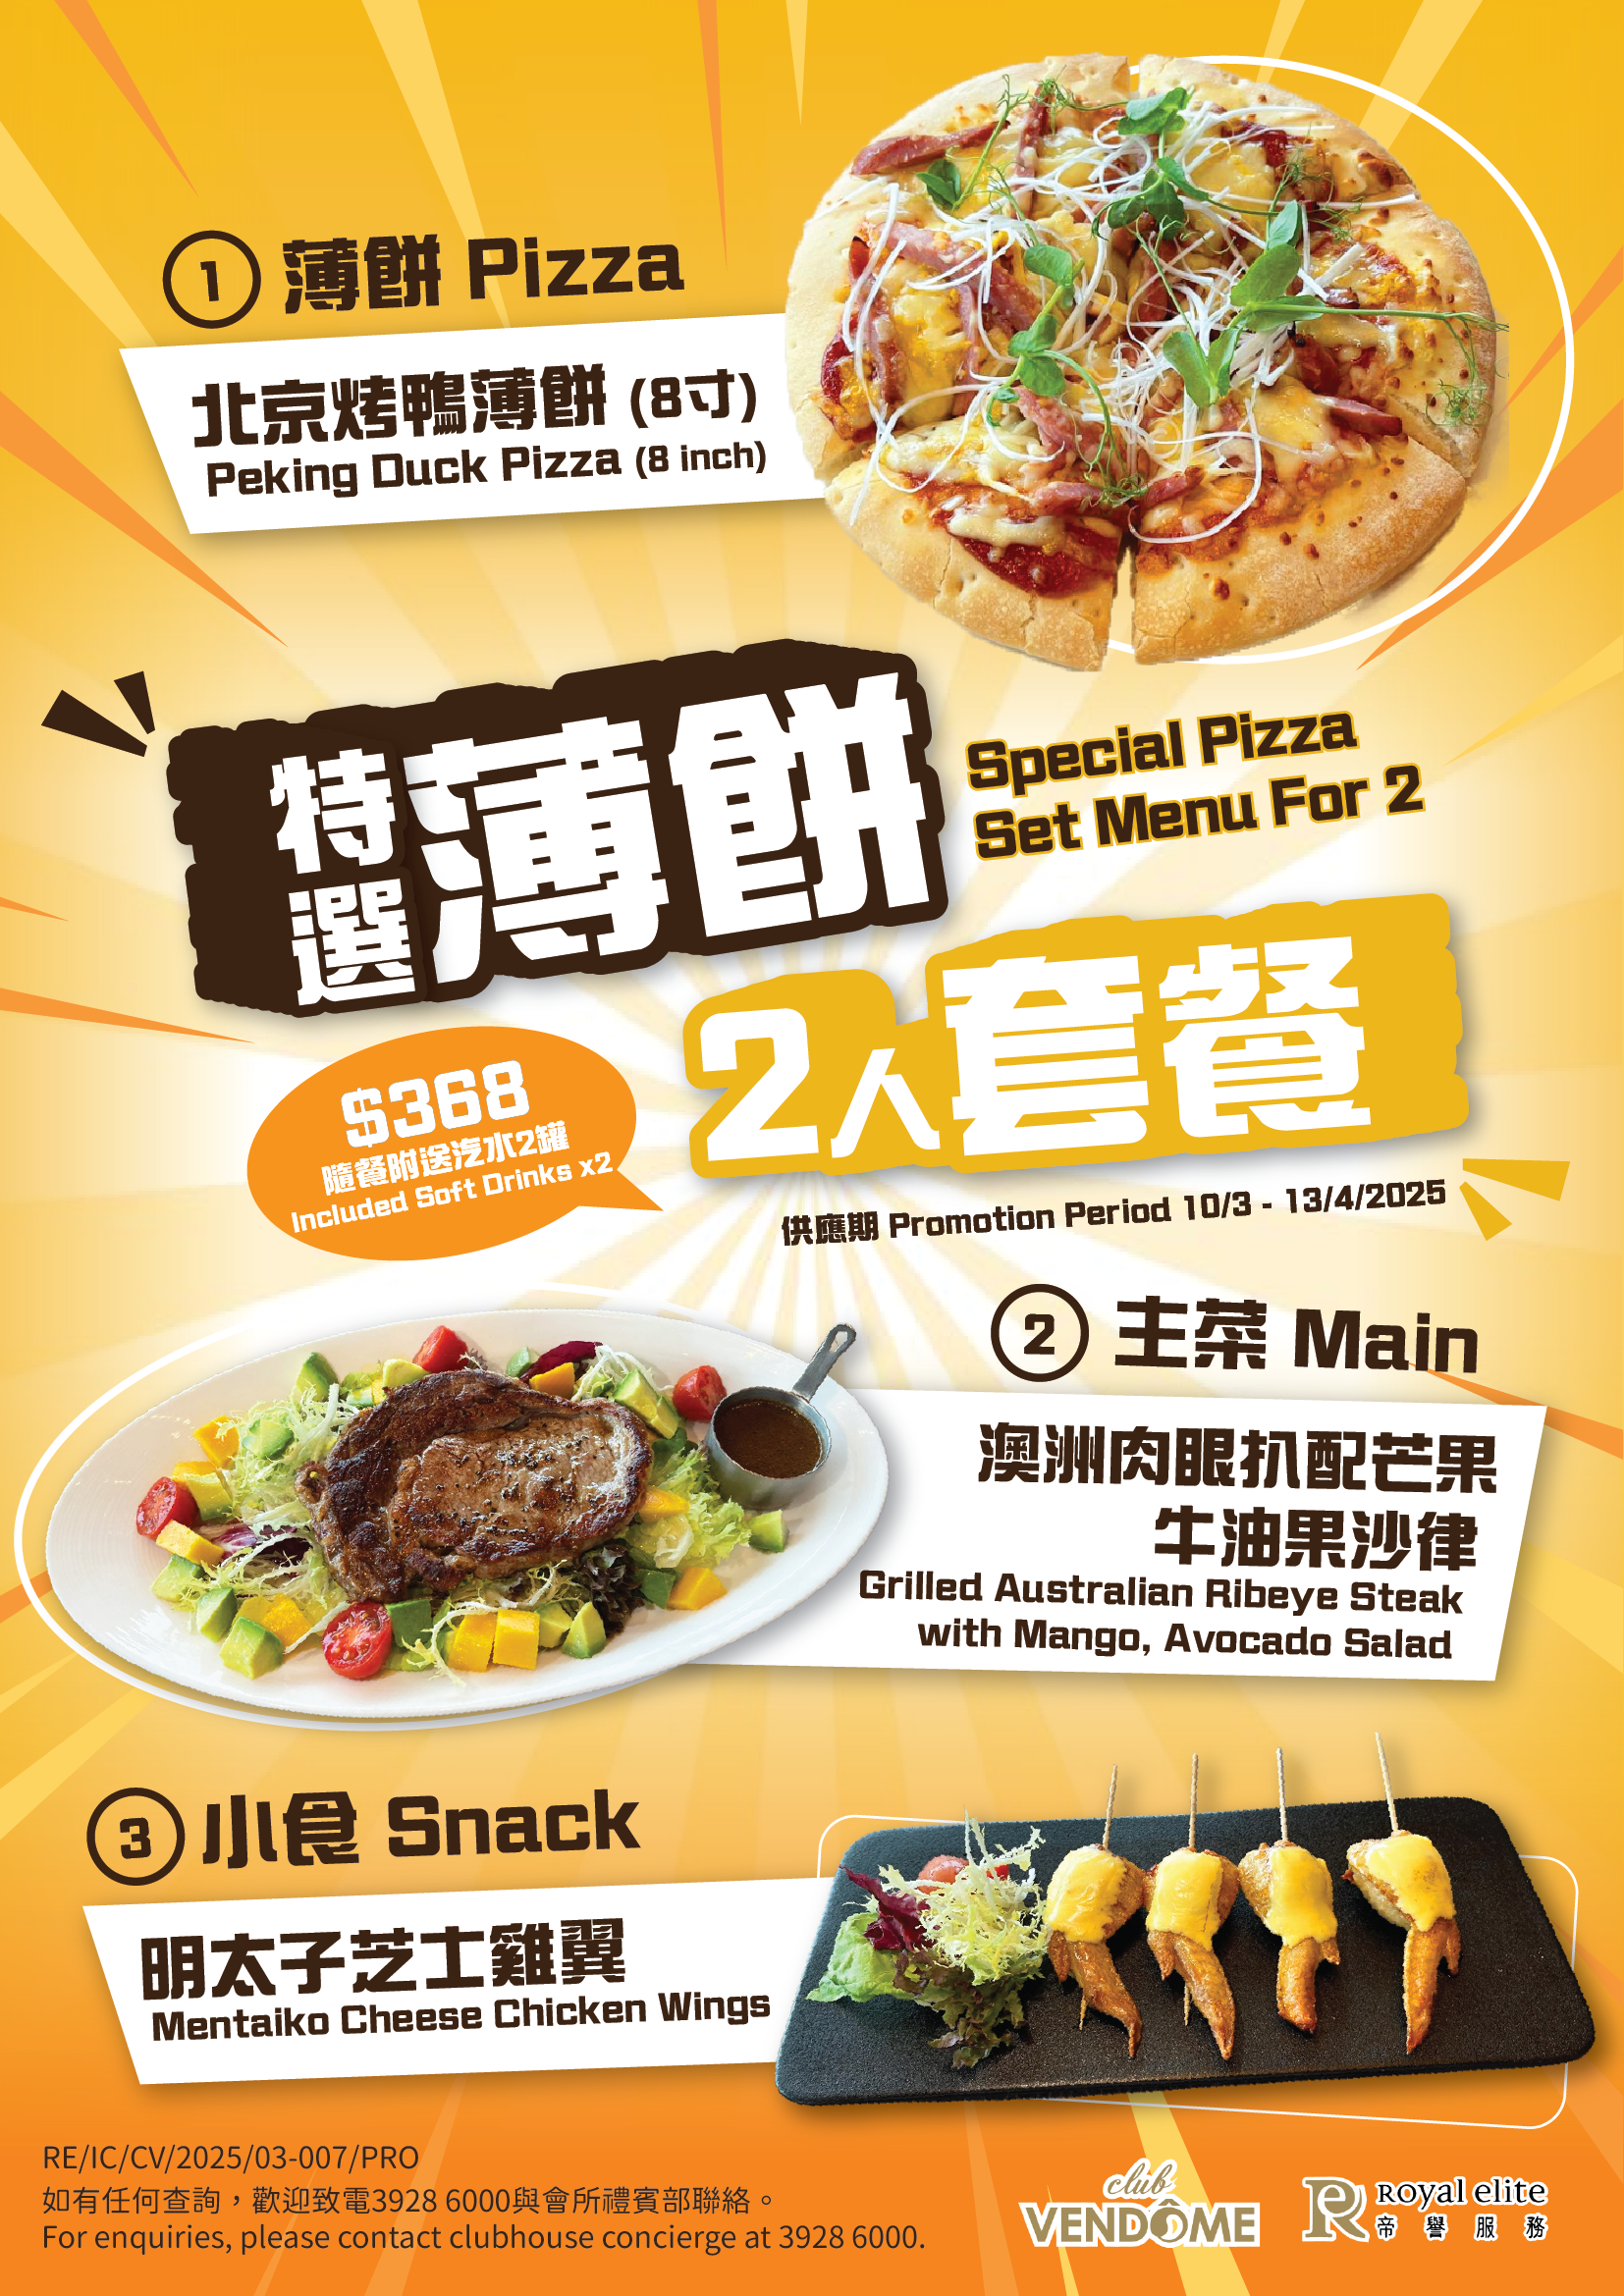 1 薄餅 Pizza
北京烤鴨薄餅 (8寸)
Peking Duck Pizza (8 inch)
特選薄餅
Special Pizza
Set Menu For 2
2人套餐
$368
隨餐附送汽水2罐
Included Soft Drinks x2
供應期 Promotion Period 10/3 - 13/4/2025
2 主菜 Main
澳洲肉眼扒配芒果
牛油果沙律
Grilled Australian Ribeye Steak
with Mango, Avocado Salad
3 小食 Snack
明太子芝士雞翼
Mentaiko Cheese Chicken Wings
RE/IC/CV/2025/03-007/PRO
如有任何查詢，歡迎致電3928 6000與會所禮賓部聯絡。
For enquiries, please contact clubhouse concierge at 3928 6000.
club
VENDÔME
R Royal elite
帝譽服務